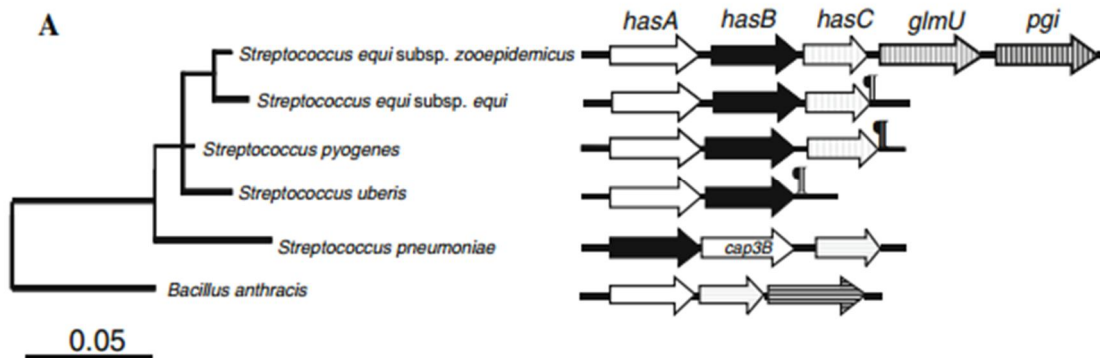 A
hasA hasB hasC glmU pgi
Streptococcus equi subsp. zooepidemicus
Streptococcus equi subsp. equi
¶
Streptococcus pyogenes
¶
Streptococcus uberis
¶
Streptococcus pneumoniae
cap3B
Bacillus anthracis
0.05